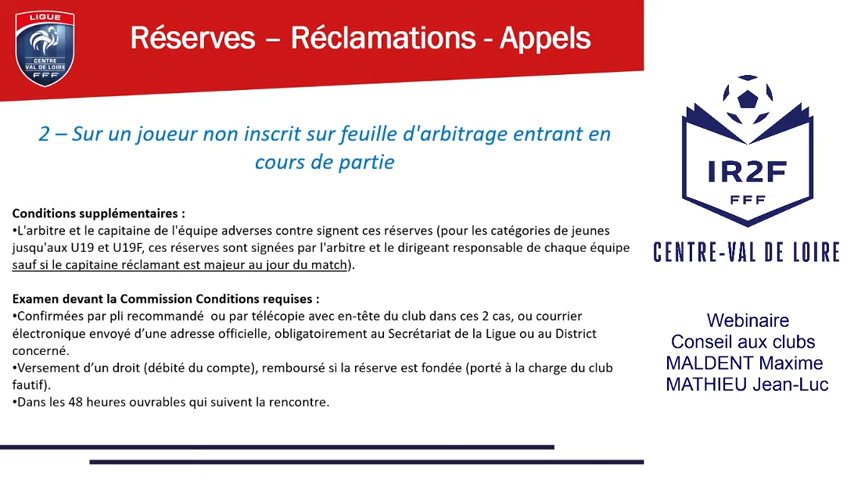 LIGUE
CENTRE
VAL DE LOIRE
FFF
Réserves – Réclamations - Appels
2 – Sur un joueur non inscrit sur feuille d'arbitrage entrant en
cours de partie
Conditions supplémentaires :
•L'arbitre et le capitaine de l'équipe adverses contre signent ces réserves (pour les catégories de jeunes
jusqu'aux U19 et U19F, ces réserves sont signées par l'arbitre et le dirigeant responsable de chaque équipe
sauf si le capitaine réclamant est majeur au jour du match).
Examen devant la Commission Conditions requises :
•Confirmées par pli recommandé ou par télécopie avec en-tête du club dans ces 2 cas, ou courrier
électronique envoyé d’une adresse officielle, obligatoirement au Secrétariat de la Ligue ou au District
concerné.
•Versement d’un droit (débité du compte), remboursé si la réserve est fondée (porté à la charge du club
fautif).
•Dans les 48 heures ouvrables qui suivent la rencontre.
IR2F
FFF
CENTRE-VAL DE LOIRE
Webinaire
Conseil aux clubs
MALDENT Maxime
MATHIEU Jean-Luc